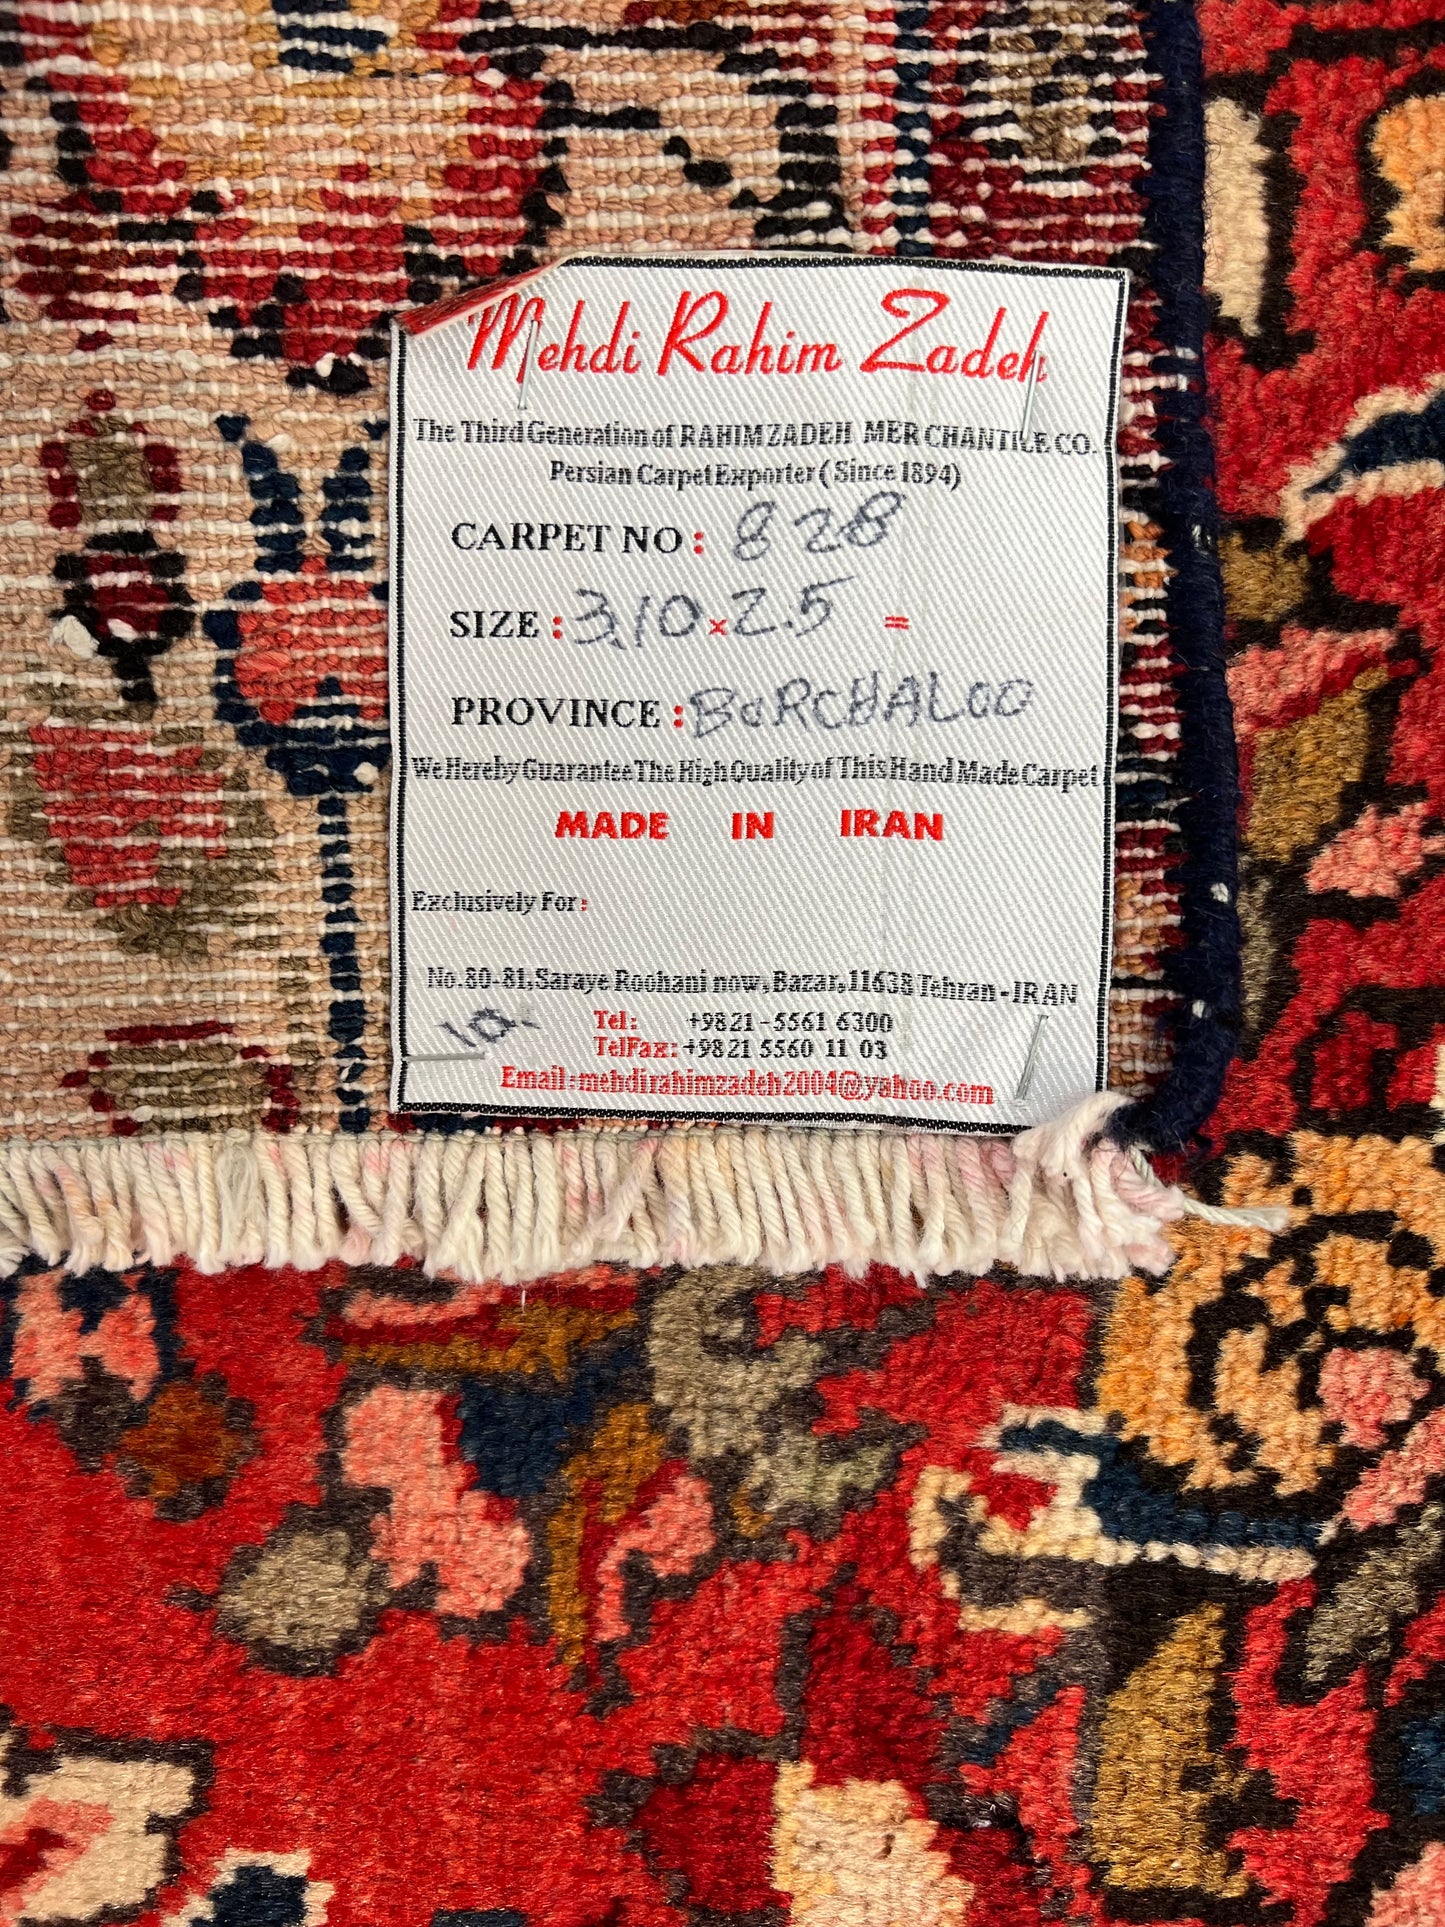 Mehdi Rahim Zadeh
The Third Generation of RAHIMZADEH MERCHANTILE CO.
Persian Carpet Exporter (Since 1894)
CARPET NO: 828
SIZE: 3.10 x 2.5 =
PROVINCE: BORCHALOO
We Hereby Guarantee The High Quality of This Hand Made Carpet
MADE IN IRAN
Exclusively For:
No. 80-81, Saraye Roohani now, Bazar, 11638 Tehran - IRAN
Tel: +9821 - 5561 6300
TelFax: +9821 5560 11 03
Email: mehdirahimzadeh2004@yahoo.com